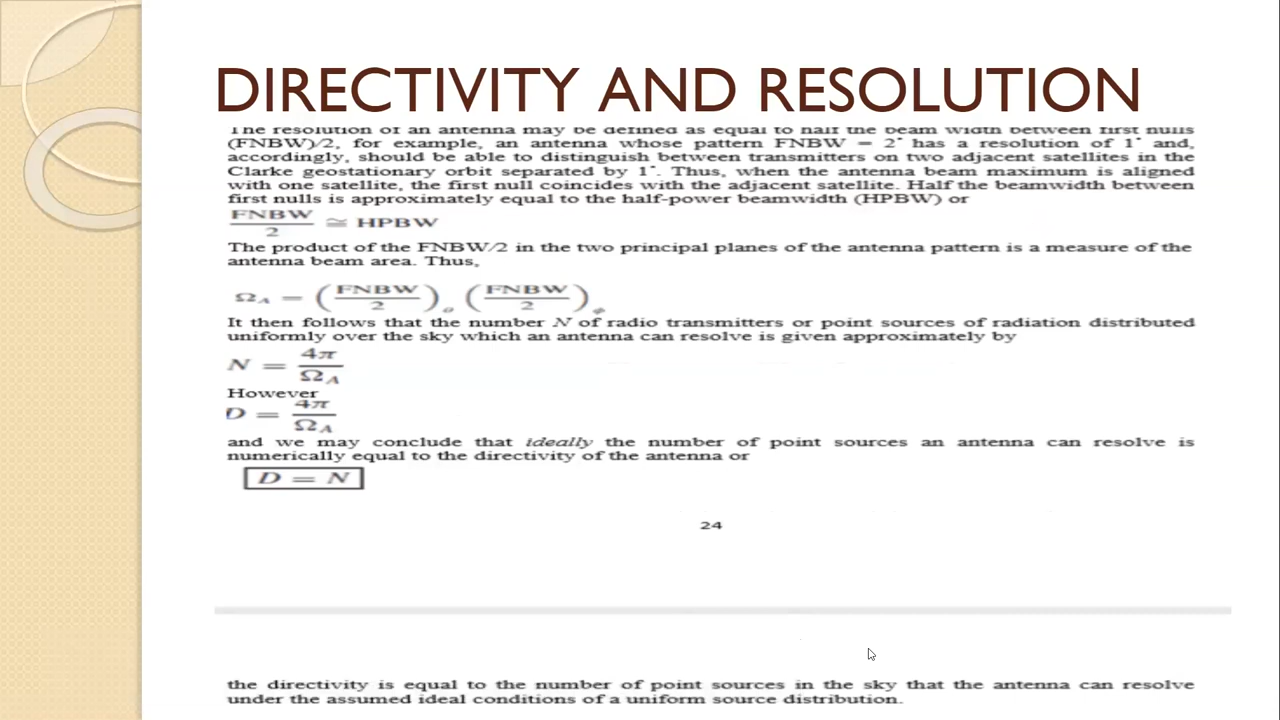 DIRECTIVITY AND RESOLUTION
The resolution of an antenna may be defined as equal to half the beam width between first nulls
(FNBW)/2, for example, an antenna whose pattern FNBW = 2° has a resolution of 1° and,
accordingly, should be able to distinguish between transmitters on two adjacent satellites in the
Clarke geostationary orbit separated by 1°. Thus, when the antenna beam maximum is aligned
with one satellite, the first null coincides with the adjacent satellite. Half the beamwidth between
first nulls is approximately equal to the half-power beamwidth (HPBW) or
FNBW/2 ≅ HPBW
The product of the FNBW/2 in the two principal planes of the antenna pattern is a measure of the
antenna beam area. Thus,
Ω_A = (FNBW/2)_θ (FNBW/2)_ϕ
It then follows that the number N of radio transmitters or point sources of radiation distributed
uniformly over the sky which an antenna can resolve is given approximately by
N = 4π/Ω_A
However
D = 4π/Ω_A
and we may conclude that ideally the number of point sources an antenna can resolve is
numerically equal to the directivity of the antenna or
D = N
24
the directivity is equal to the number of point sources in the sky that the antenna can resolve
under the assumed ideal conditions of a uniform source distribution.